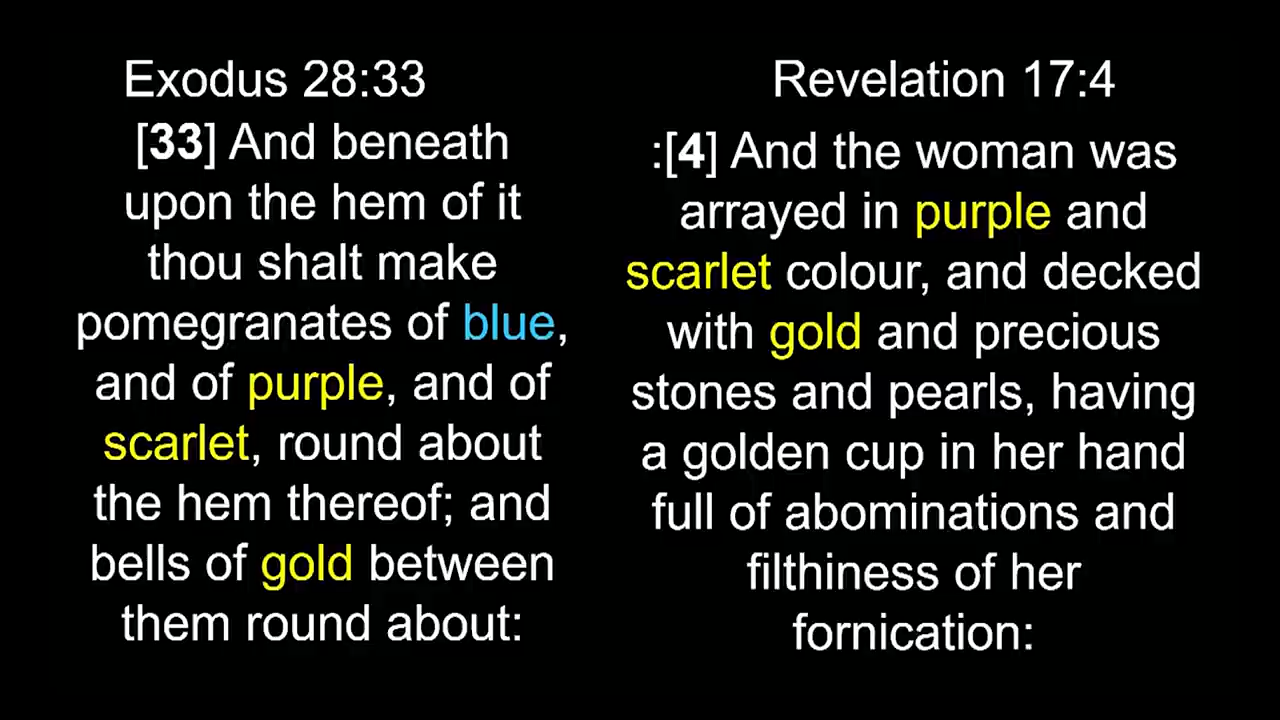 Exodus 28:33
[33] And beneath
upon the hem of it
thou shalt make
pomegranates of blue,
and of purple, and of
scarlet, round about
the hem thereof; and
bells of gold between
them round about:
Revelation 17:4
:[4] And the woman was
arrayed in purple and
scarlet colour, and decked
with gold and precious
stones and pearls, having
a golden cup in her hand
full of abominations and
filthiness of her
fornication: